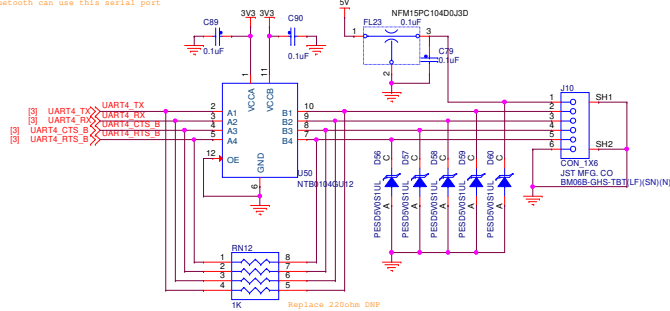 etooth can use this serial port
5V
3V3 3V3
NFM15PC104D0J3D
C89
C90
FL23
0.1uF
0.1uF
0.1uF
1
3
C79
0.1uF
2
1
11
VCCA
VCCB
J10
SH1
[3] UART4_TX UART4_TX 2 A1 B1 10 1
[3] UART4_RX UART4_RX 3 A2 B2 9 2
[3] UART4_CTS_B UART4_CTS_B 4 A3 B3 8 3
[3] UART4_RTS_B UART4_RTS_B 5 A4 B4 7 4
5
6
SH2
12 OE
GND
6
U50
NTB0104GU12
CON_1X6
JST MFG. CO
BM06B-GHS-TBT(LF)(SN)(N)
D56 C
D57 C
D58 C
D59 C
D60 C
PESD5V0S1UL A
PESD5V0S1UL A
PESD5V0S1UL A
PESD5V0S1UL A
PESD5V0S1UL A
RN12
1 8
2 7
3 6
4 5
1K
Replace 220ohm DNP